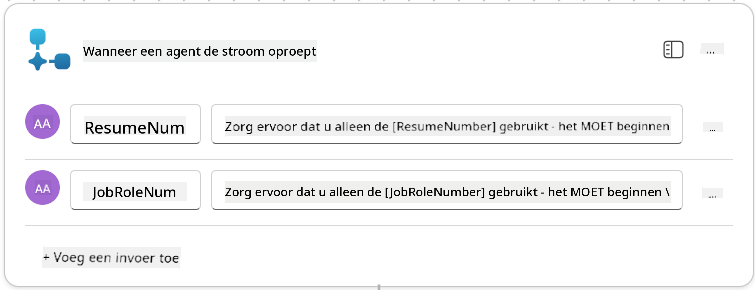 Wanneer een agent de stroom oproept
...
AA
ResumeNum
Zorg ervoor dat u alleen de [ResumeNumber] gebruikt - het MOET beginnen
...
AA
JobRoleNum
Zorg ervoor dat u alleen de [JobRoleNumber] gebruikt - het MOET beginnen \
...
+ Voeg een invoer toe